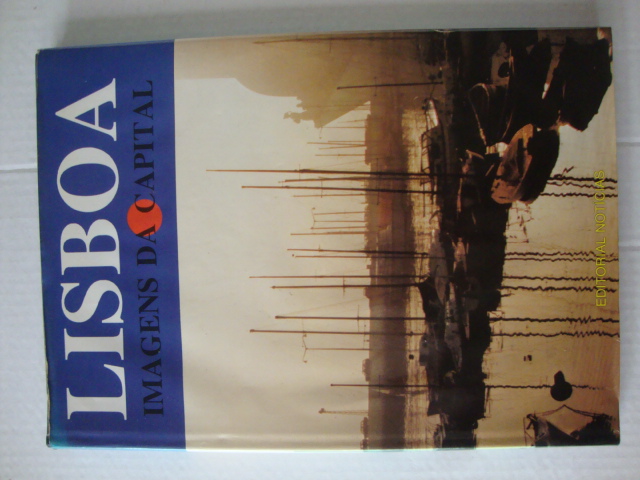 LISBOA
IMAGENS DA CAPITAL
EDITORIAL NOTÍCIAS